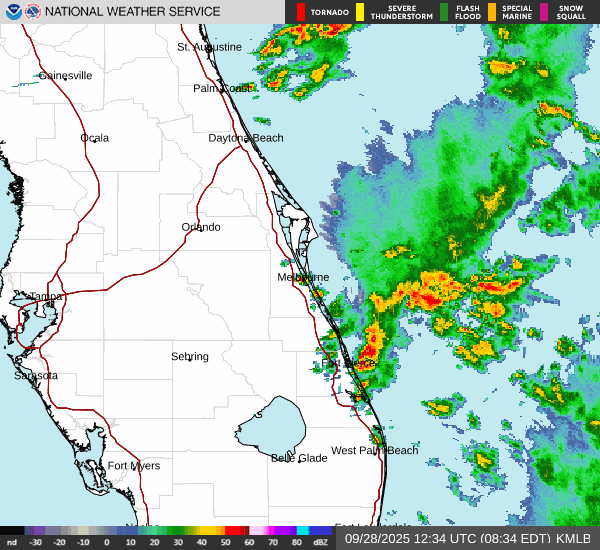 NATIONAL WEATHER SERVICE
TORNADO
SEVERE THUNDERSTORM
FLASH FLOOD
SPECIAL MARINE
SNOW SQUALL
St. Augustine
Gainesville
Palm Coast
Ocala
Daytona Beach
Orlando
Melbourne
Tampa
Sebring
Fort Pierce
Sarasota
West Palm Beach
Belle Glade
Fort Myers
nd -30 -20 -10 0 10 20 30 40 50 60 70 80 dBZ
09/28/2025 12:34 UTC (08:34 EDT) KMLB